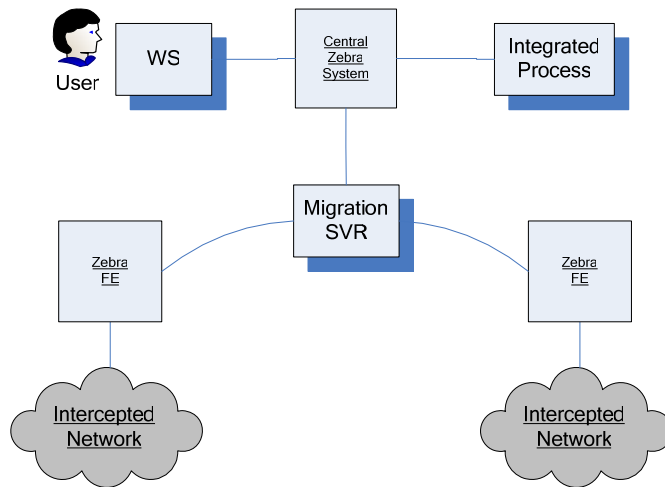 User
WS
Central
Zebra
System
Integrated
Process
Migration
SVR
Zebra
FE
Zebra
FE
Intercepted
Network
Intercepted
Network